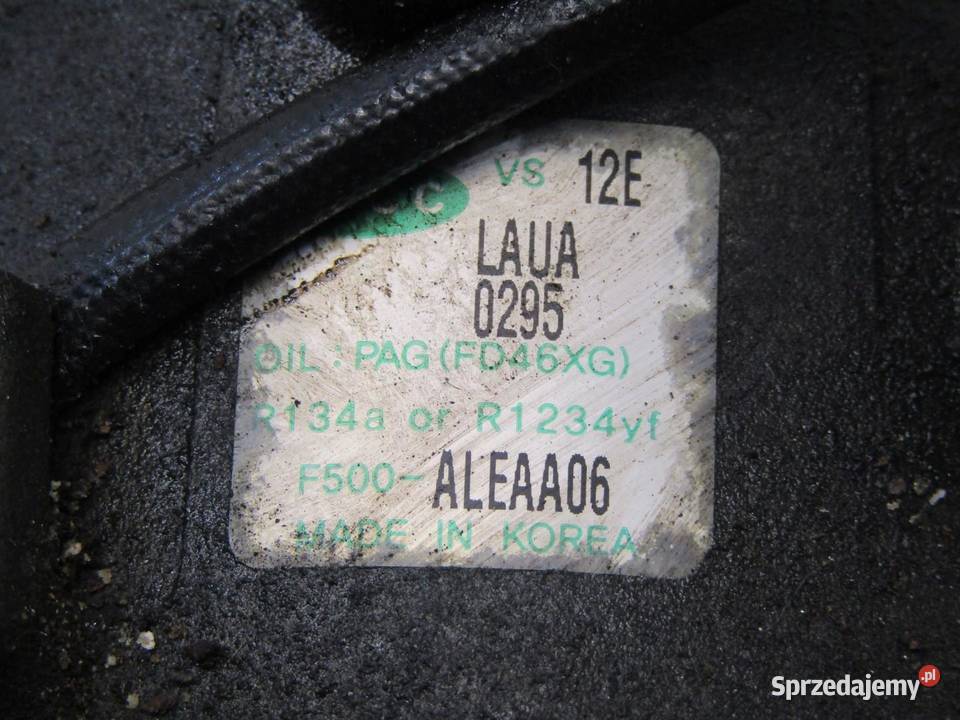 VS 12E
LAUA
0295
OIL : PAG (FD46XG)
R134a or R1234yf
F500-ALEAA06
MADE IN KOREA
Sprzedajemy.pl